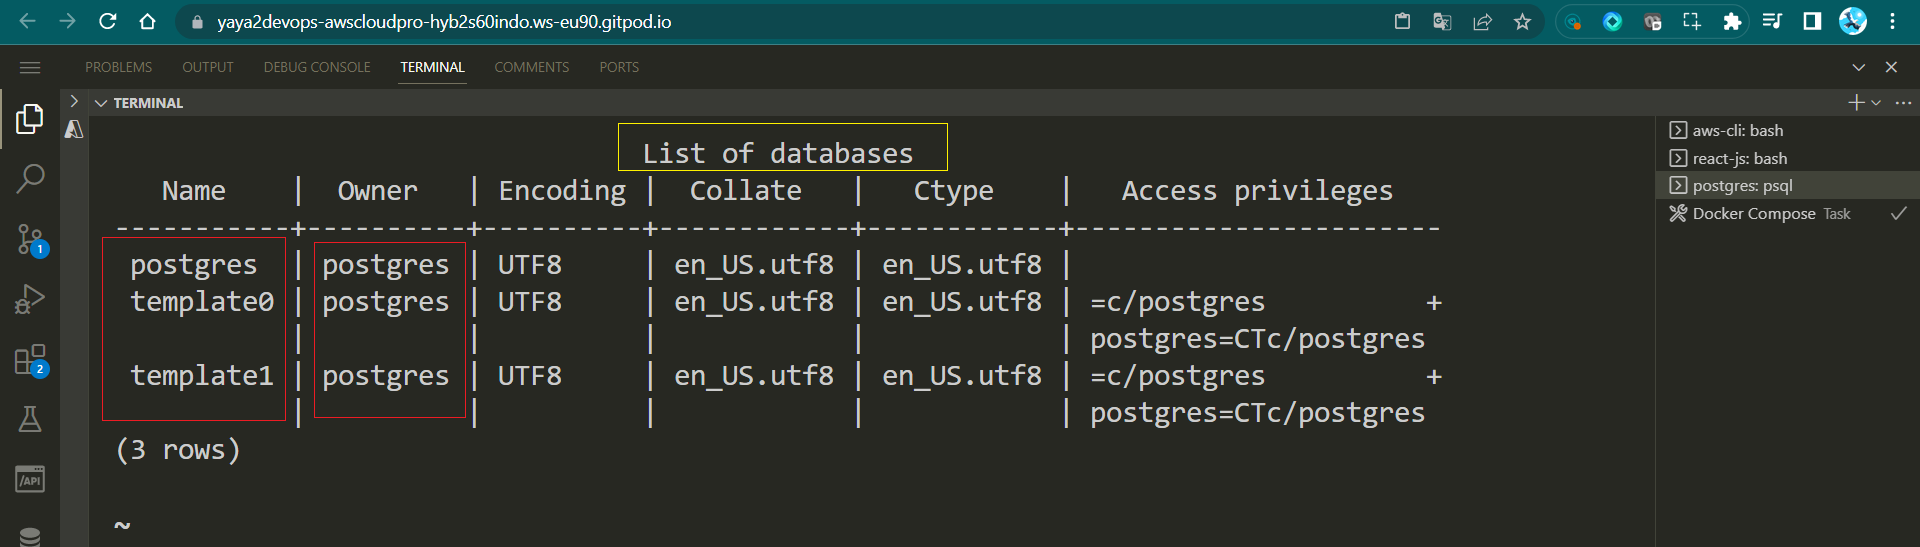 yaya2devops-awscloudpro-hyb2s60indo.ws-eu90.gitpod.io
PROBLEMS OUTPUT DEBUG CONSOLE TERMINAL COMMENTS PORTS
TERMINAL
List of databases
Name | Owner | Encoding | Collate | Ctype | Access privileges
-----------+----------+----------+------------+------------+-----------------------
postgres | postgres | UTF8 | en_US.utf8 | en_US.utf8 |
template0 | postgres | UTF8 | en_US.utf8 | en_US.utf8 | =c/postgres +
| | | | | postgres=CTc/postgres
template1 | postgres | UTF8 | en_US.utf8 | en_US.utf8 | =c/postgres +
| | | | | postgres=CTc/postgres
(3 rows)
~
aws-cli: bash
react-js: bash
postgres: psql
Docker Compose Task
1
2
/API